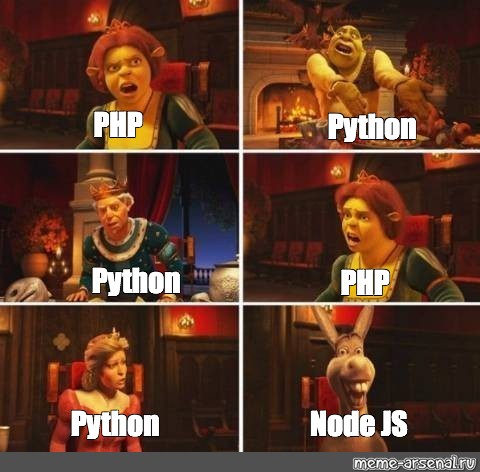 PHP
Python
Python
PHP
Python
Node JS
meme-arsenal.ru